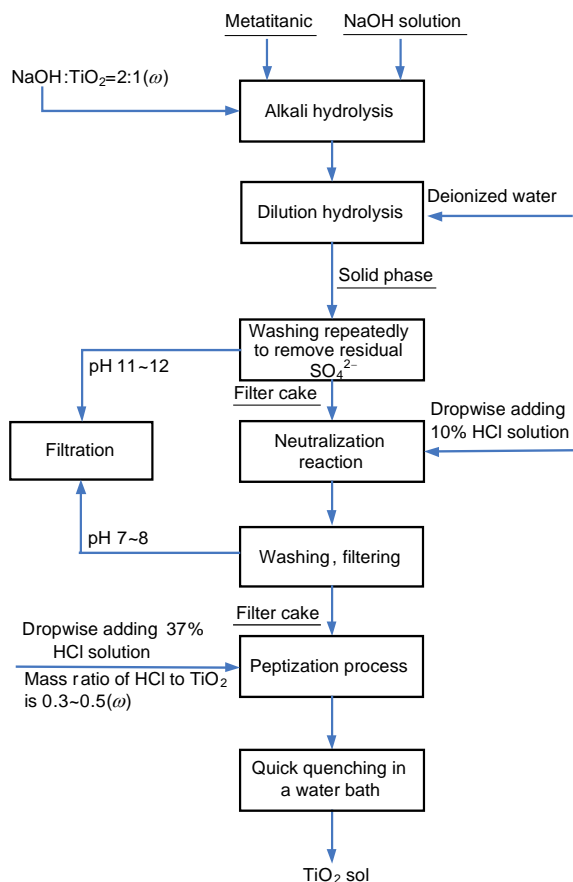 Metatitanic
NaOH solution
NaOH:TiO₂=2:1(ω)
Alkali hydrolysis
Dilution hydrolysis
Deionized water
Solid phase
Washing repeatedly
to remove residual
SO₄²⁻
pH 11~12
Filter cake
Dropwise adding
10% HCl solution
Filtration
Neutralization
reaction
pH 7~8
Washing, filtering
Filter cake
Dropwise adding 37%
HCl solution
Mass ratio of HCl to TiO₂
is 0.3~0.5(ω)
Peptization process
Quick quenching in
a water bath
TiO₂ sol